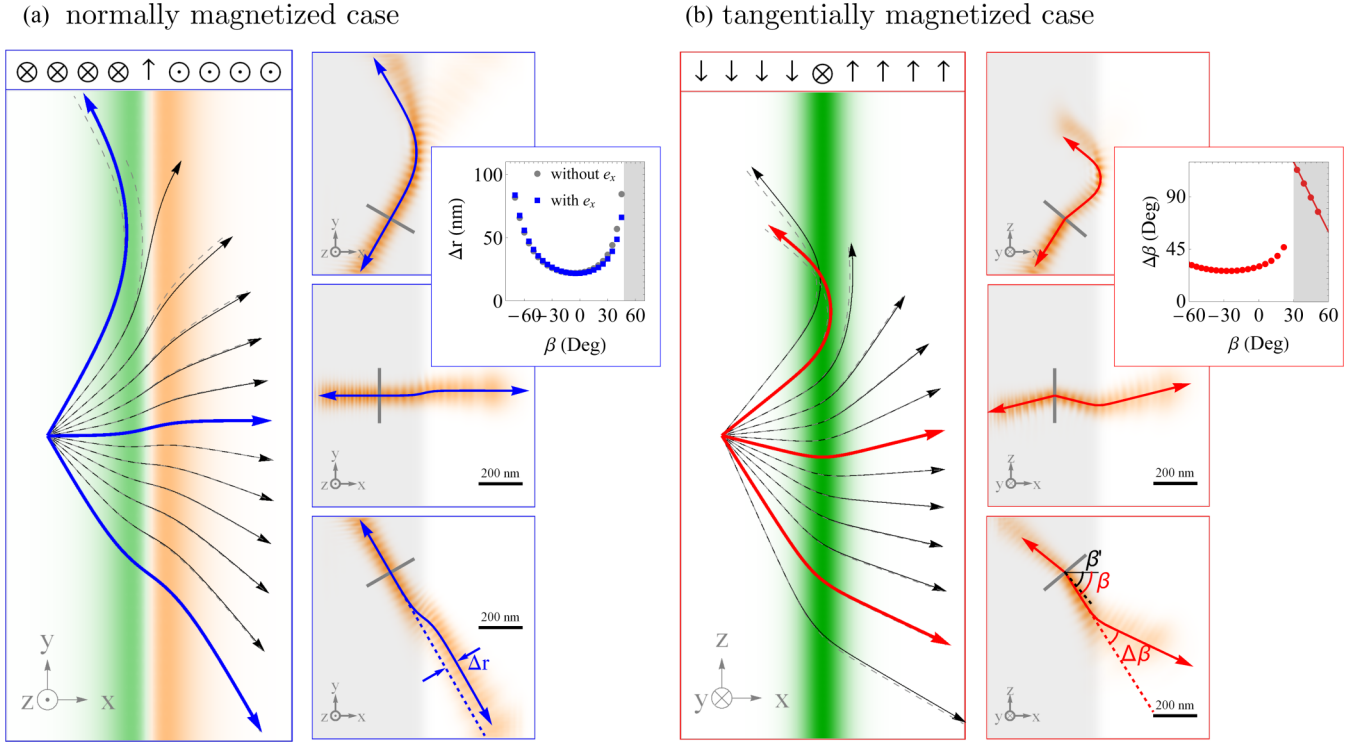 (a) normally magnetized case
⊗ ⊗ ⊗ ⊗ ↑ ⊙ ⊙ ⊙ ⊙
y
z x
y
z
Δr (nm)
100
50
0
without eₓ
with eₓ
−60 −30 0 30 60
β (Deg)
y
z x
200 nm
y
z x
200 nm
Δr
(b) tangentially magnetized case
↓ ↓ ↓ ↓ ⊗ ↑ ↑ ↑ ↑
z
y x
z
y
Δβ (Deg)
90
45
0
−60 −30 0 30 60
β (Deg)
z
y x
200 nm
z
y x
β'
β
Δβ
200 nm